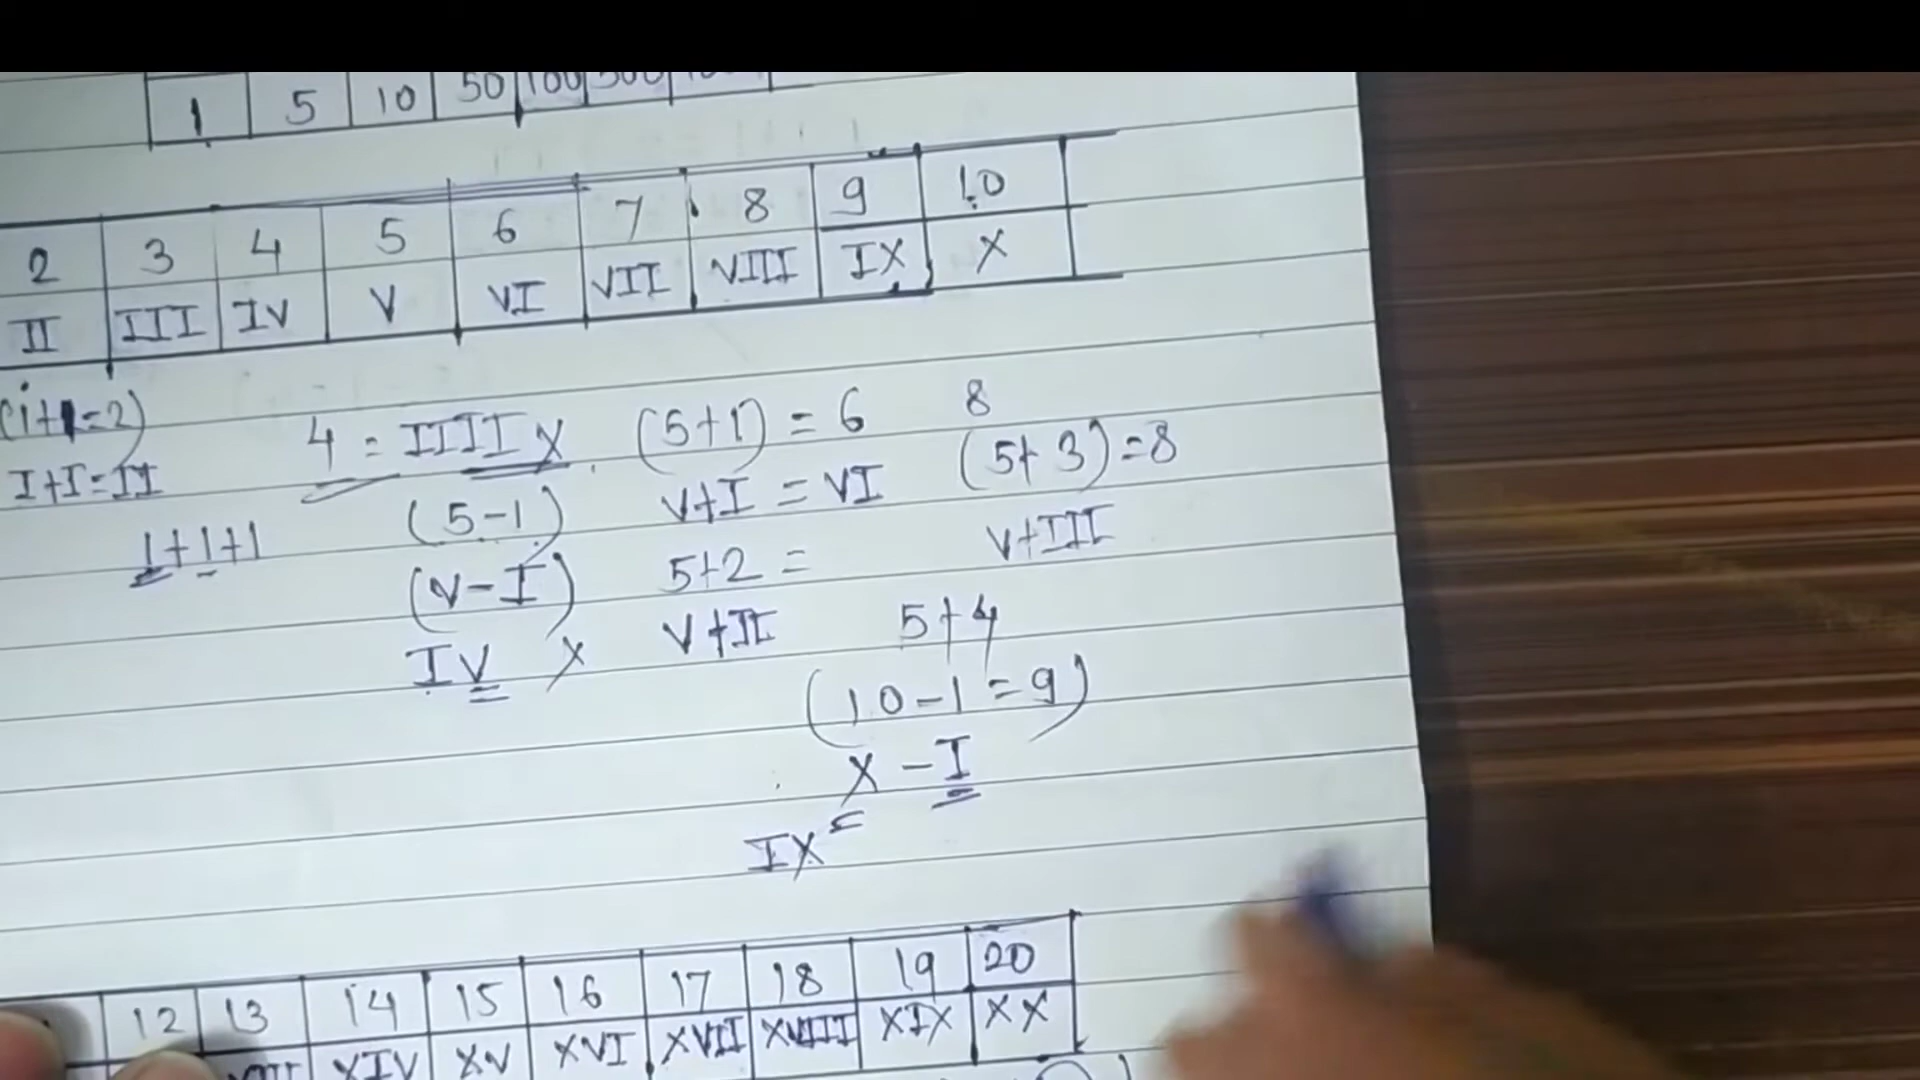 1 5 10 50 100 500
2 3 4 5 6 7 8 9 10
II III IV V VI VII VIII IX X
(1+1=2)
I+I=II
1+1+1
4 = IIII X
(5-1)
(V-I)
IV X
(5+1) = 6
V+I = VI
5+2 =
V+II
8
(5+3)=8
V+III
5+4
(10-1=9)
X - I
IX
12 13 14 15 16 17 18 19 20
XIV XV XVI XVII XVIII XIX XX